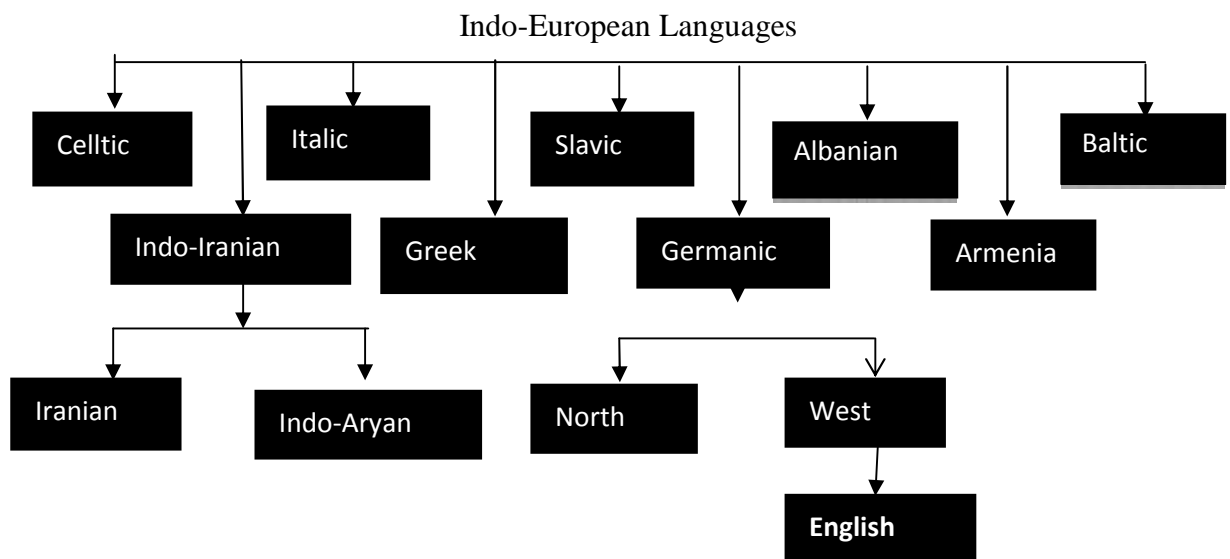 Indo-European Languages
Celltic
Italic
Slavic
Albanian
Baltic
Indo-Iranian
Greek
Germanic
Armenia
Iranian
Indo-Aryan
North
West
English